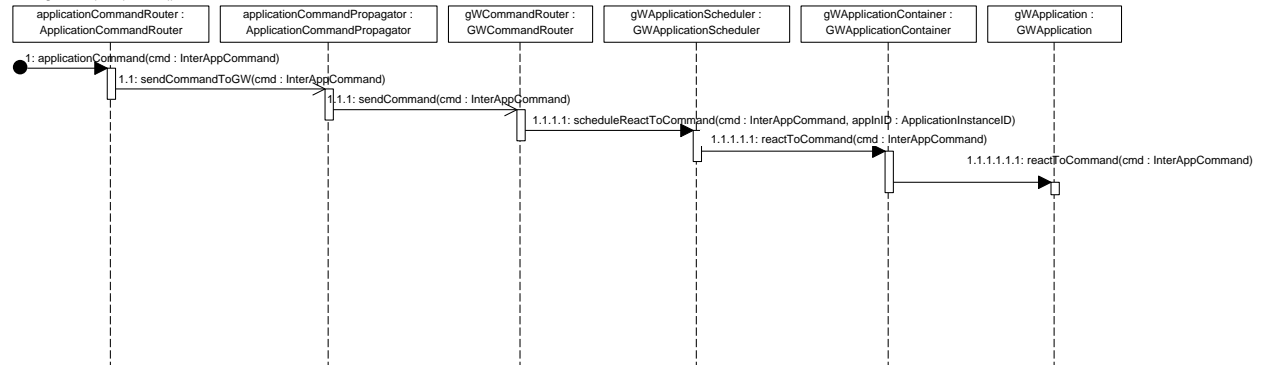 applicationCommandRouter :
ApplicationCommandRouter
applicationCommandPropagator :
ApplicationCommandPropagator
gWCommandRouter :
GWCommandRouter
gWApplicationScheduler :
GWApplicationScheduler
gWApplicationContainer :
GWApplicationContainer
gWApplication :
GWApplication
1: applicationCommand(cmd : InterAppCommand)
1.1: sendCommandToGW(cmd : InterAppCommand)
1.1.1: sendCommand(cmd : InterAppCommand)
1.1.1.1: scheduleReactToCommand(cmd : InterAppCommand, appInID : ApplicationInstanceID)
1.1.1.1.1: reactToCommand(cmd : InterAppCommand)
1.1.1.1.1.1: reactToCommand(cmd : InterAppCommand)